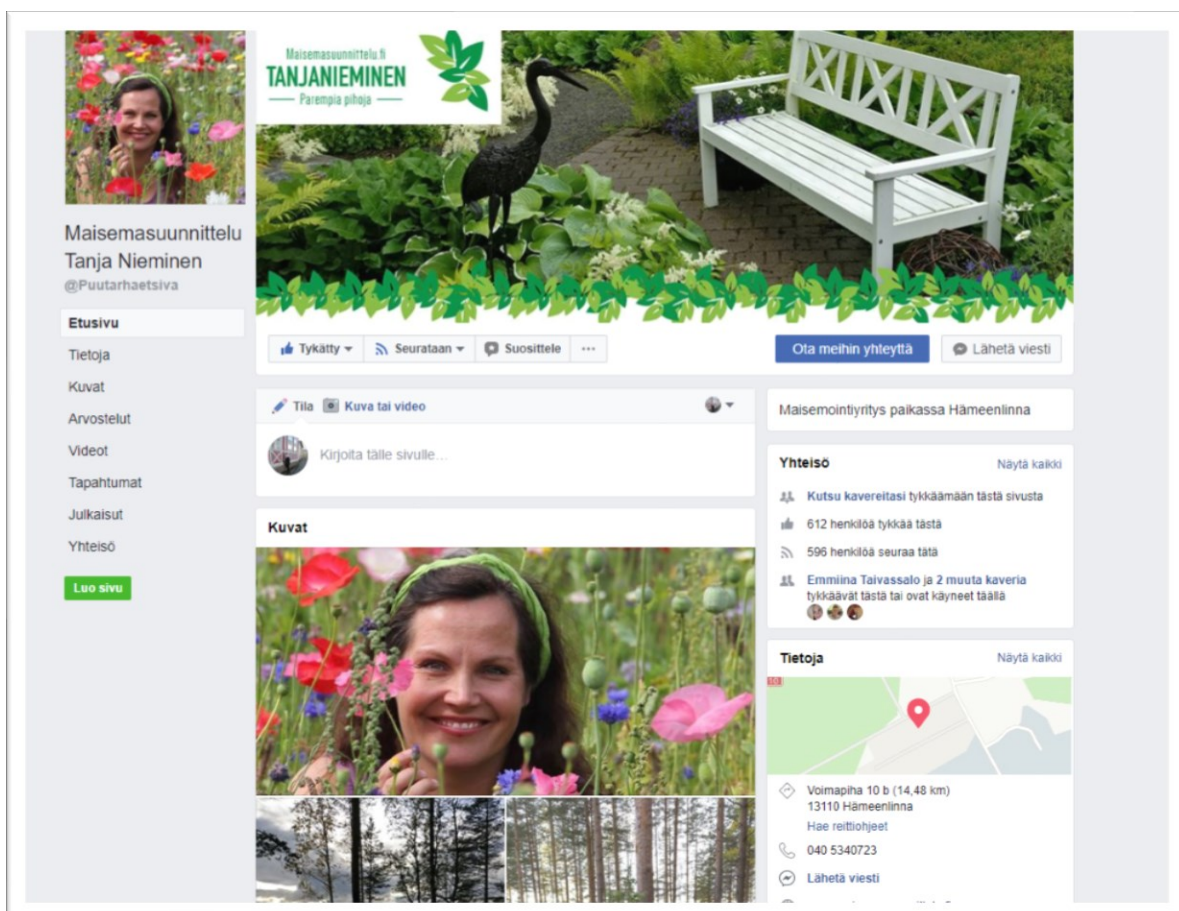 Maisemasuunnittelu.fi
TANJANIEMINEN
Parempia pihoja
Maisemasuunnittelu
Tanja Nieminen
@Puutarhaetsiva
Etusivu
Tietoja
Kuvat
Arvostelut
Videot
Tapahtumat
Julkaisut
Yhteisö
Luo sivu
Tykätty
Seurataan
Suosittele
...
Ota meihin yhteyttä
Lähetä viesti
Tila
Kuva tai video
Kirjoita tälle sivulle...
Kuvat
Maisemointiyritys paikassa Hämeenlinna
Yhteisö
Näytä kaikki
Kutsu kavereitasi tykkäämään tästä sivusta
612 henkilöä tykkää tästä
596 henkilöä seuraa tätä
Emmiina Taivassalo ja 2 muuta kaveria
tykkäävät tästä tai ovat käyneet täällä
Tietoja
Näytä kaikki
Voimapiha 10 b (14,48 km)
13110 Hämeenlinna
Hae reittiohjeet
040 5340723
Lähetä viesti